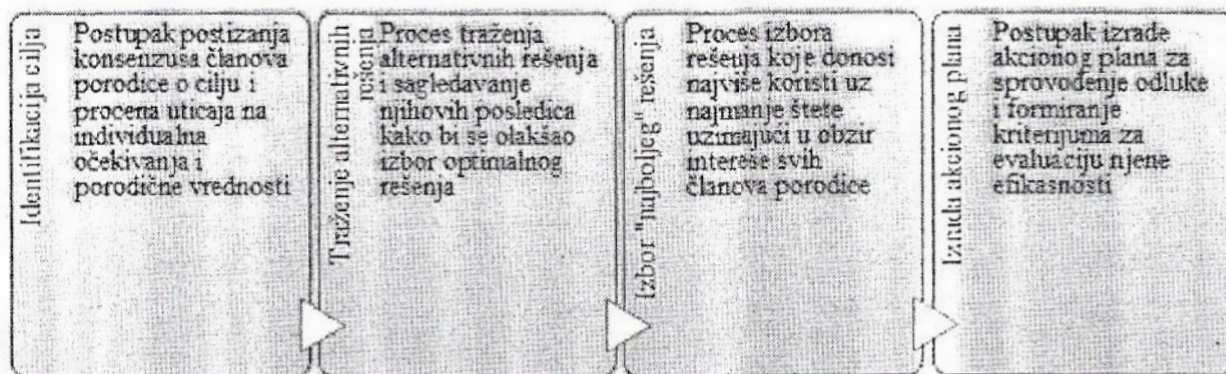 Identifikacija cilja
Postupak postizanja
konsenzusa članova
porodice o cilju i
procena uticaja na
individualna
očekivanja i
porodične vrednosti
Traženje alternativnih
rešenja
Proces traženja
alternativnih rešenja
i sagledavanje
njihovih posledica
kako bi se olakšao
izbor optimalnog
rešenja
Izbor "najboljeg" rešenja
Proces izbora
rešenja koje donosi
najviše koristi uz
najmanje štete
uzimajući u obzir
interese svih
članova porodice
Izrada akcionog plana
Postupak izrade
akcionog plana za
sprovođenje odluke
i formiranje
kriterijuma za
evaluaciju njene
efikasnosti